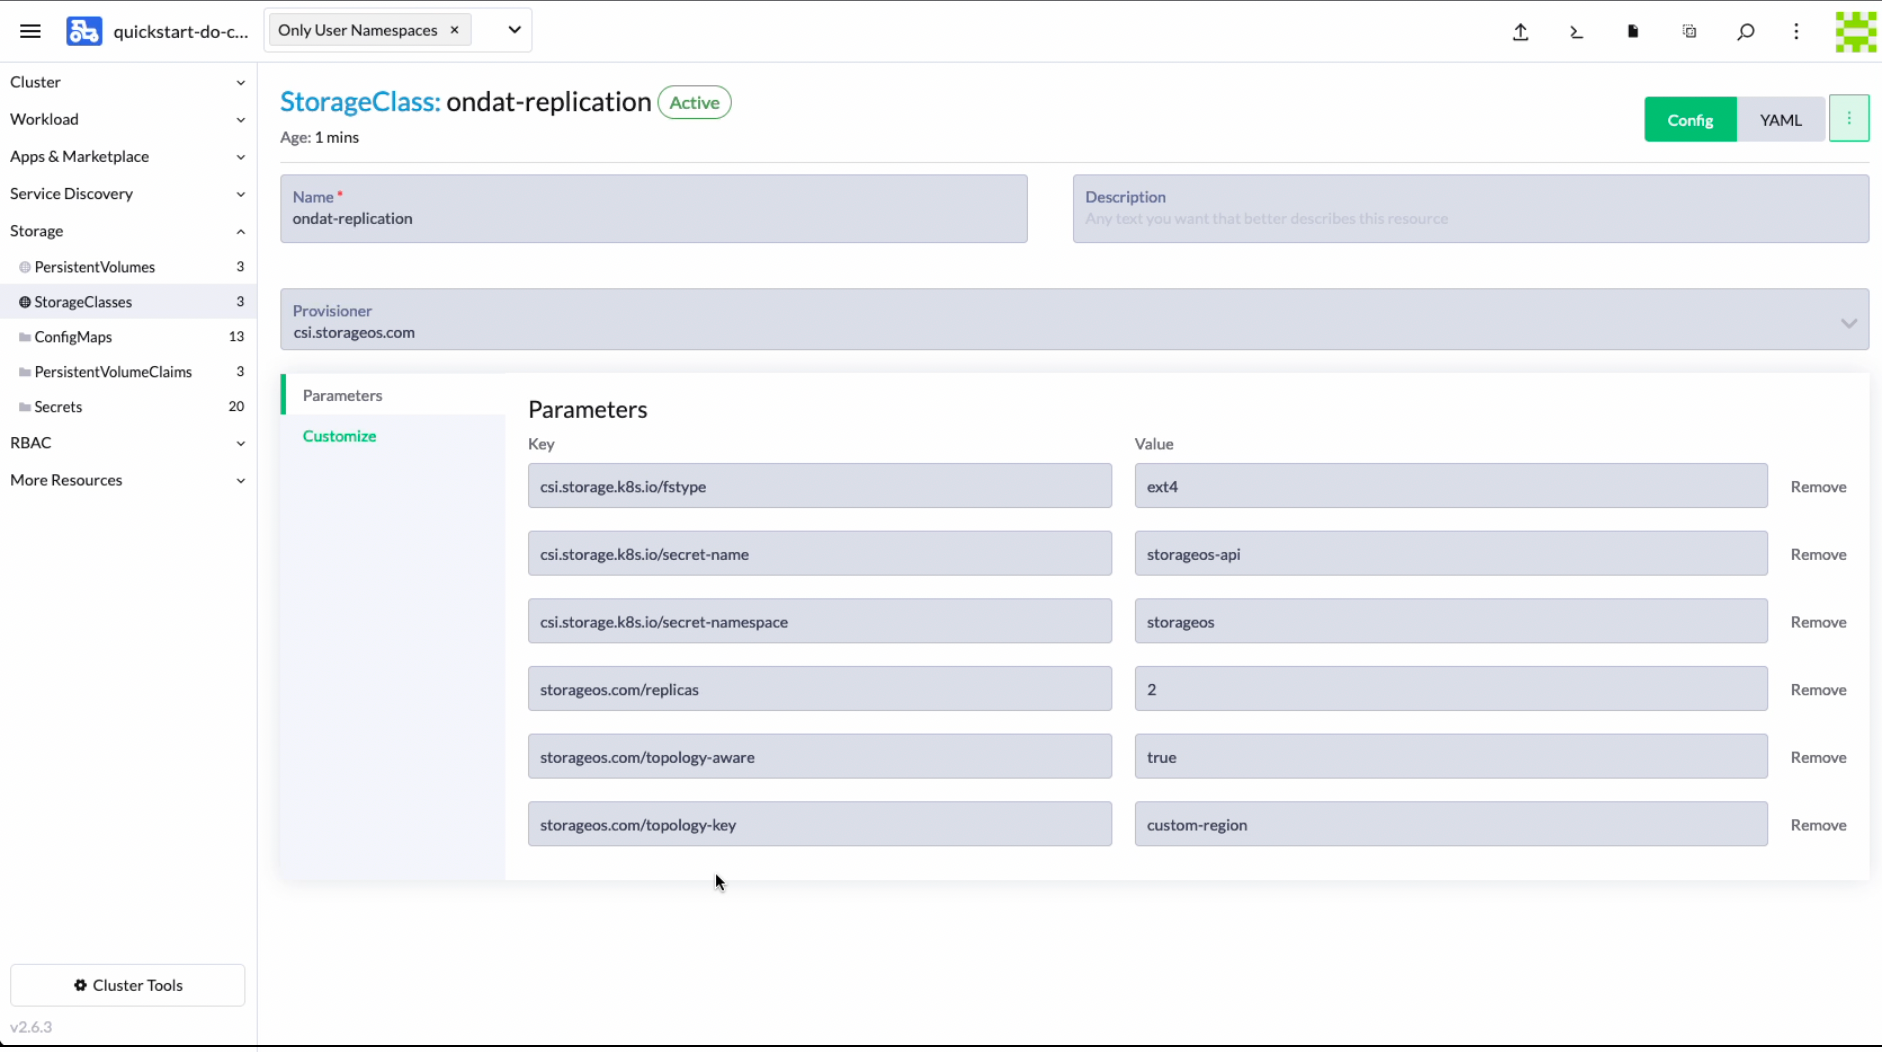 quickstart-do-c...
Only User Namespaces ×
Cluster
Workload
Apps & Marketplace
Service Discovery
Storage
PersistentVolumes 3
StorageClasses 3
ConfigMaps 13
PersistentVolumeClaims 3
Secrets 20
RBAC
More Resources
Cluster Tools
v2.6.3
StorageClass: ondat-replication Active
Age: 1 mins
Config YAML
Name *
ondat-replication
Description
Any text you want that better describes this resource
Provisioner
csi.storageos.com
Parameters
Customize
Parameters
Key Value
csi.storage.k8s.io/fstype ext4 Remove
csi.storage.k8s.io/secret-name storageos-api Remove
csi.storage.k8s.io/secret-namespace storageos Remove
storageos.com/replicas 2 Remove
storageos.com/topology-aware true Remove
storageos.com/topology-key custom-region Remove